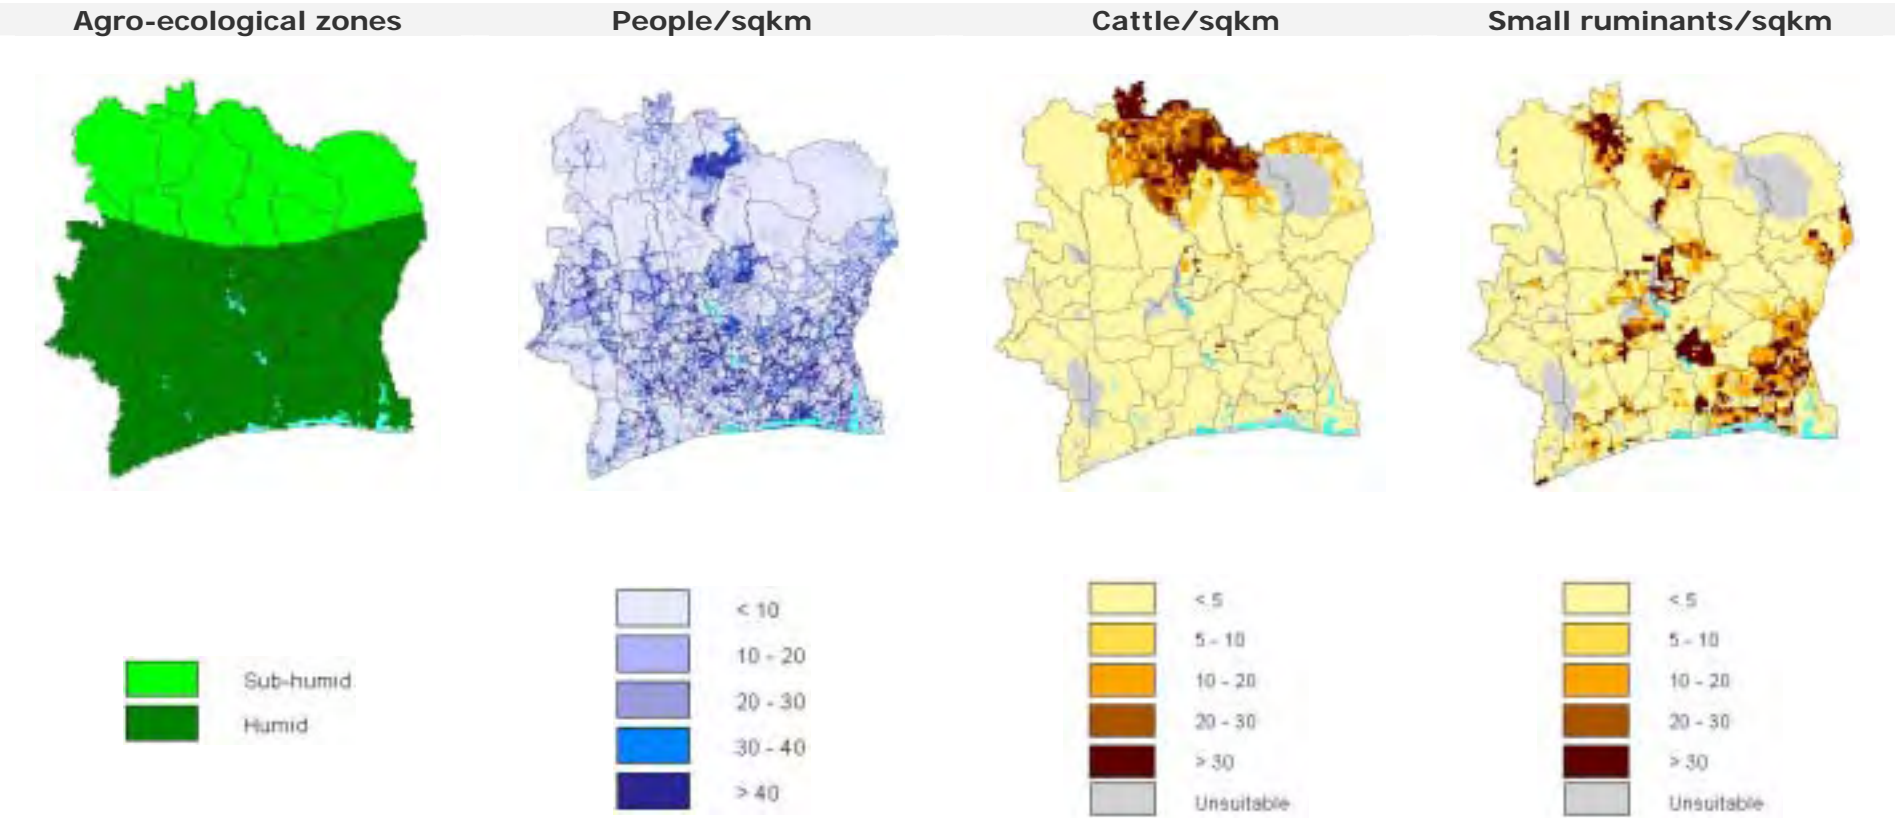 Agro-ecological zones
People/sqkm
Cattle/sqkm
Small ruminants/sqkm
Sub-humid
Humid
< 10
10 - 20
20 - 30
30 - 40
> 40
< 5
5 - 10
10 - 20
20 - 30
> 30
Unsuitable
< 5
5 - 10
10 - 20
20 - 30
> 30
Unsuitable